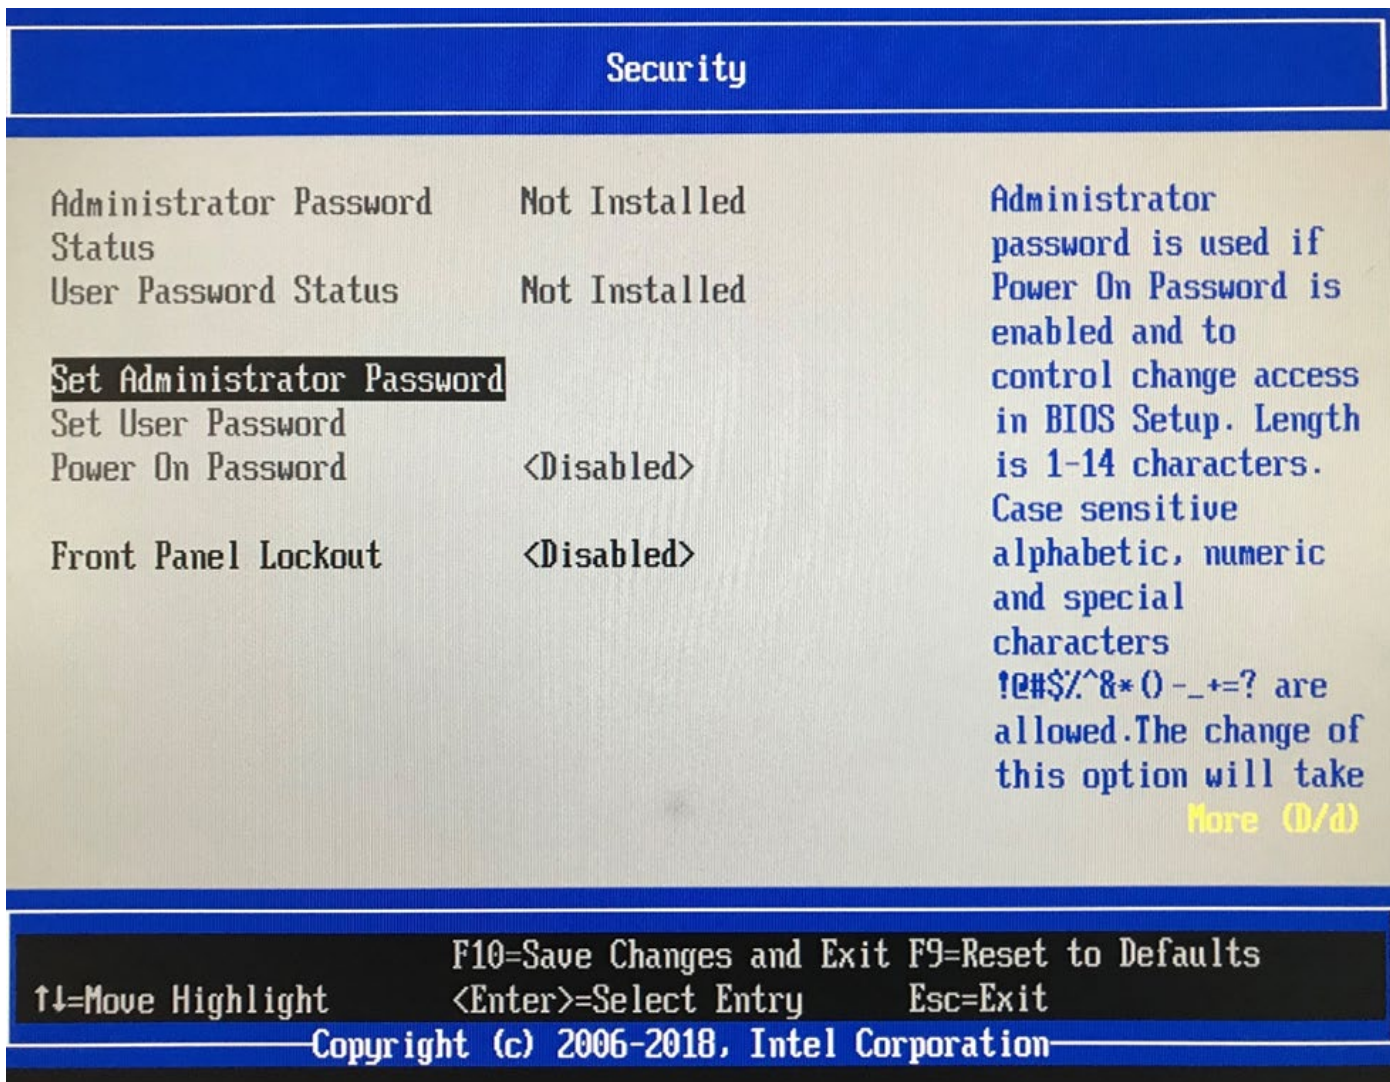 Security
Administrator Password Not Installed
Status
User Password Status Not Installed
Set Administrator Password
Set User Password
Power On Password <Disabled>
Front Panel Lockout <Disabled>
Administrator
password is used if
Power On Password is
enabled and to
control change access
in BIOS Setup. Length
is 1-14 characters.
Case sensitive
alphabetic, numeric
and special
characters
!@#$%^&*()-_+=? are
allowed.The change of
this option will take
More (D/d)
F10=Save Changes and Exit F9=Reset to Defaults
↑↓=Move Highlight <Enter>=Select Entry Esc=Exit
Copyright (c) 2006-2018, Intel Corporation